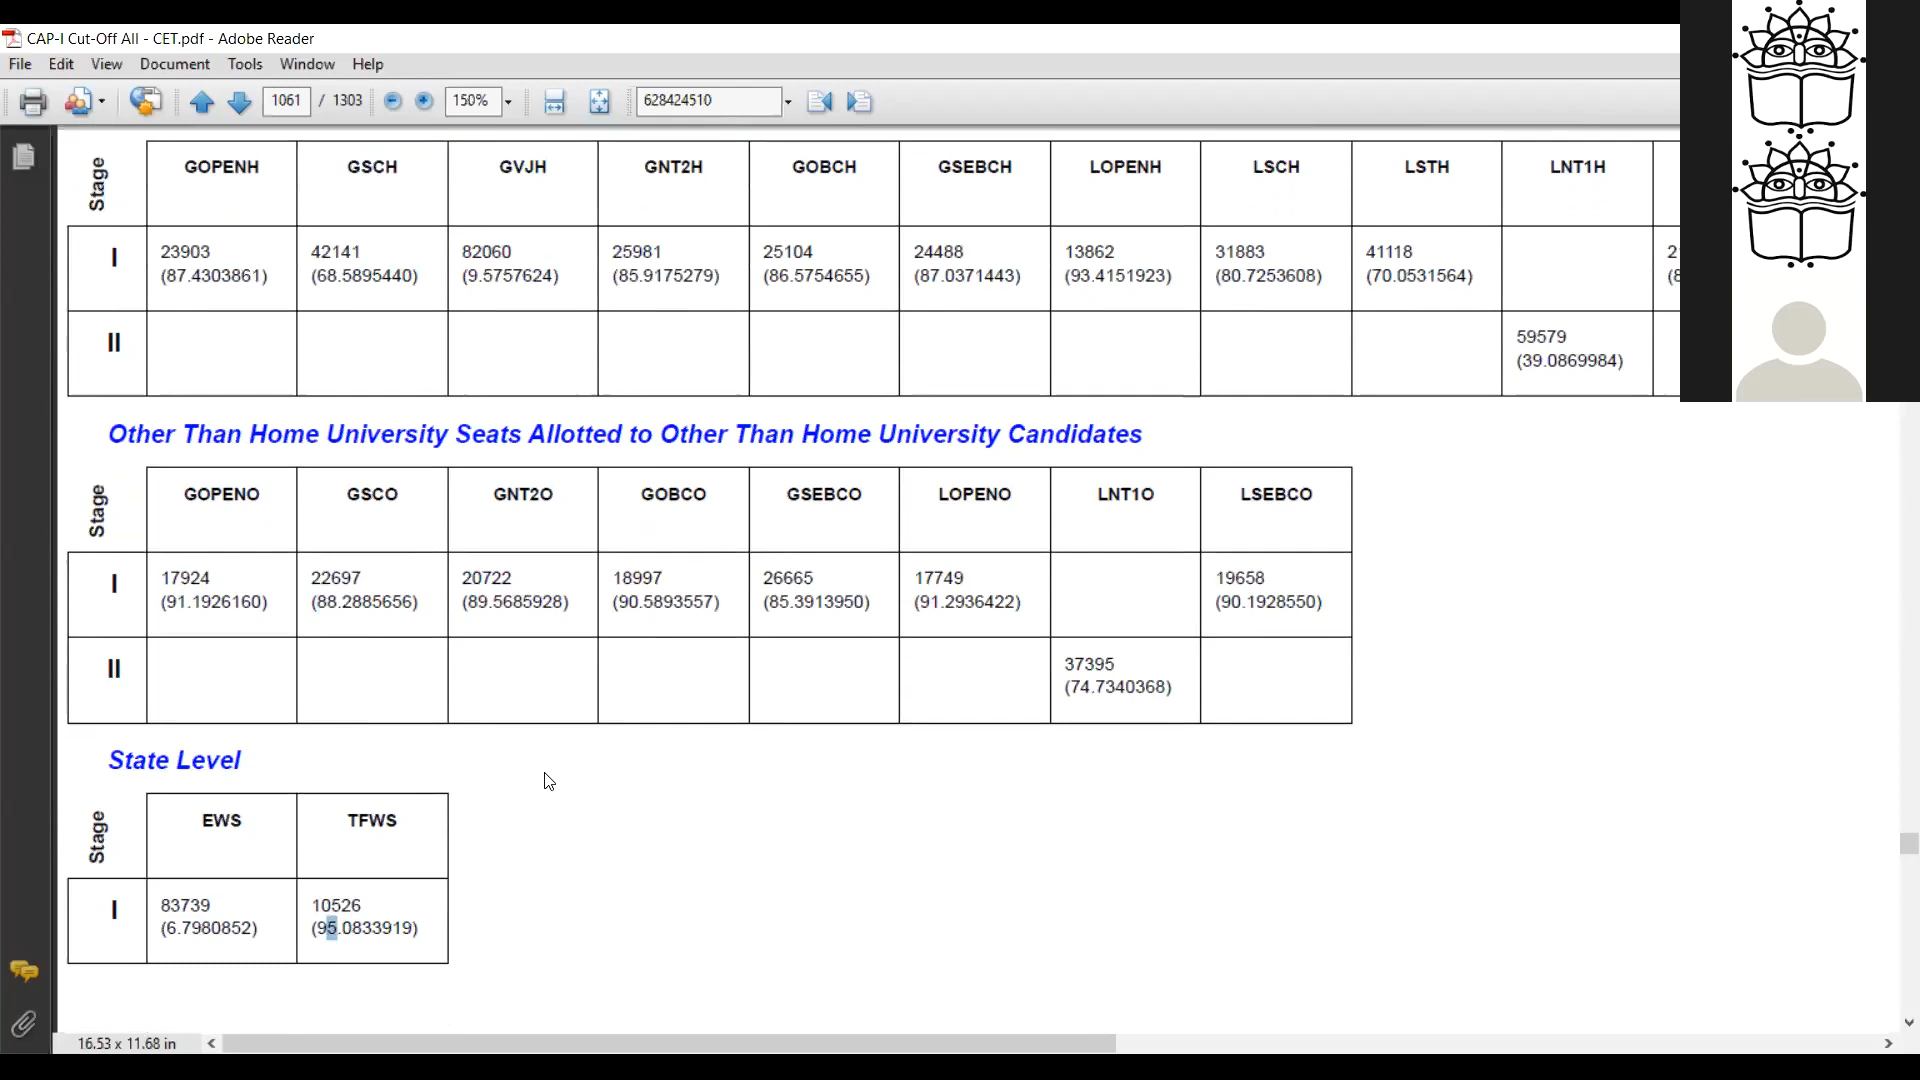 CAP-I Cut-Off All - CET.pdf - Adobe Reader
File Edit View Document Tools Window Help
1061 / 1303 150% 628424510
Stage GOPENH GSCH GVJH GNT2H GOBCH GSEBCH LOPENH LSCH LSTH LNT1H
I 23903 42141 82060 25981 25104 24488 13862 31883 41118
(87.4303861) (68.5895440) (9.5757624) (85.9175279) (86.5754655) (87.0371443) (93.4151923) (80.7253608) (70.0531564)
II 59579
(39.0869984)
Other Than Home University Seats Allotted to Other Than Home University Candidates
Stage GOPENO GSCO GNT2O GOBCO GSEBCO LOPENO LNT1O LSEBCO
I 17924 22697 20722 18997 26665 17749 19658
(91.1926160) (88.2885656) (89.5685928) (90.5893557) (85.3913950) (91.2936422) (90.1928550)
II 37395
(74.7340368)
State Level
Stage EWS TFWS
I 83739 10526
(6.7980852) (95.0833919)
16.53 x 11.68 in